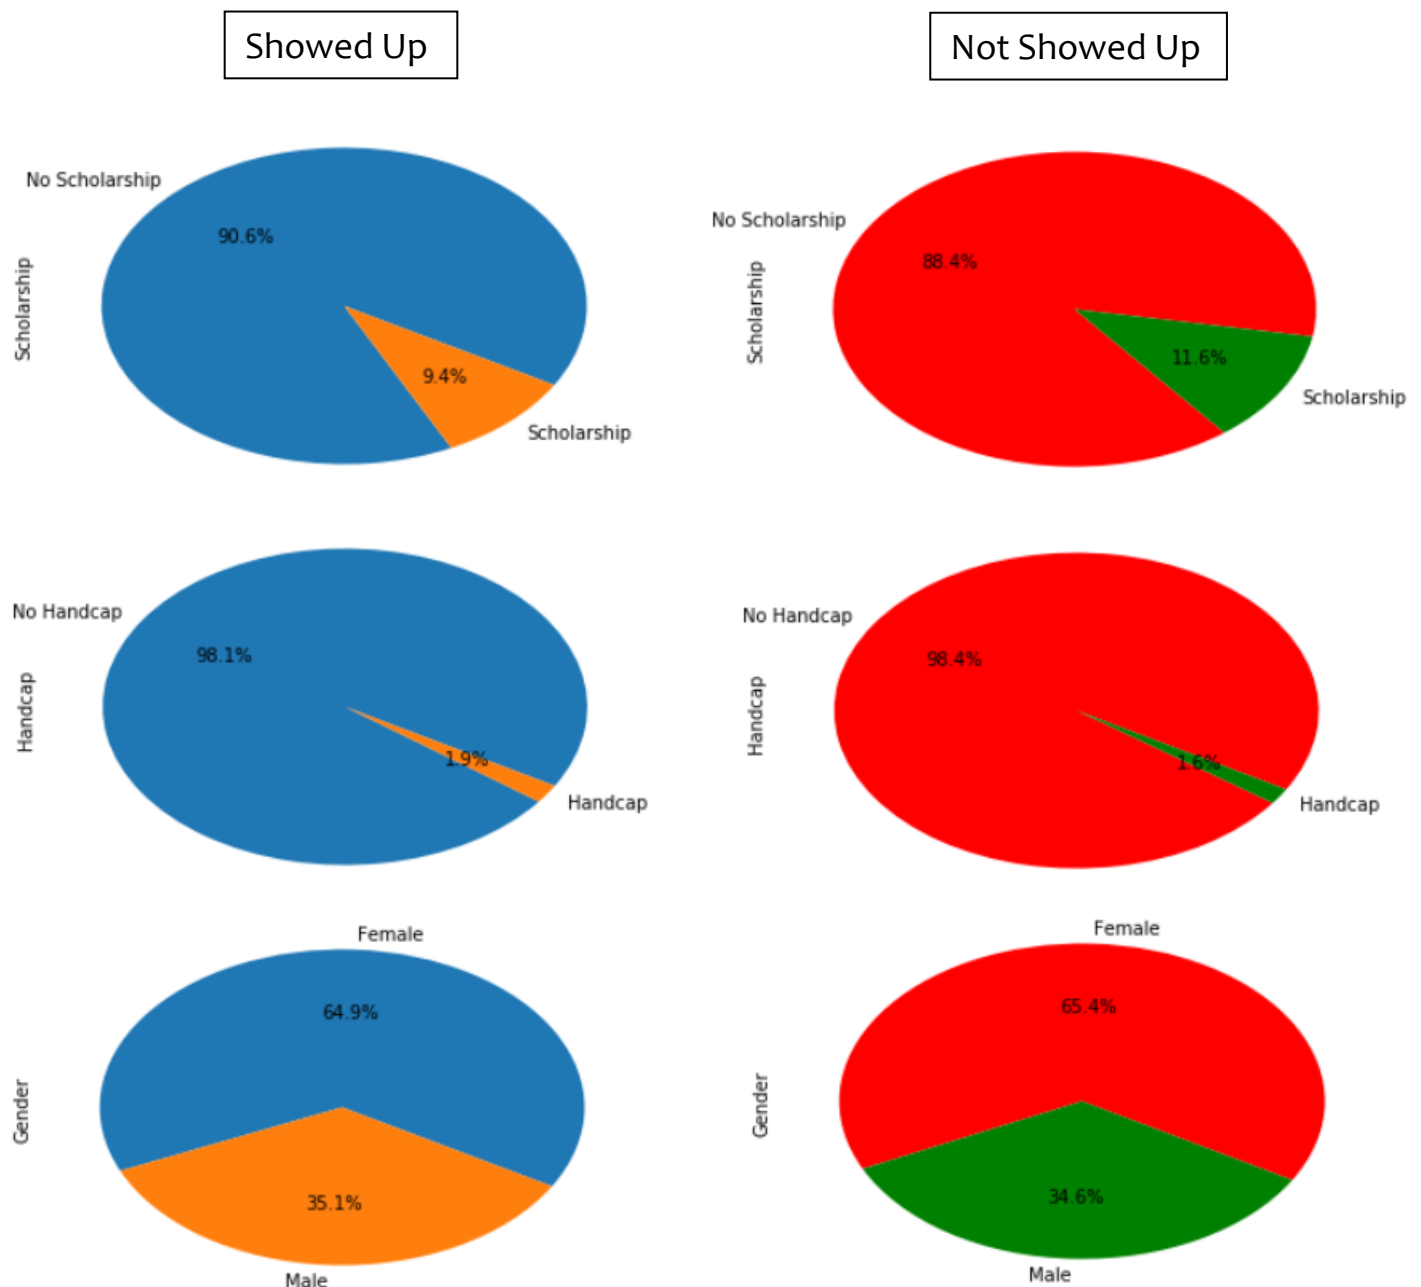 Showed Up
Not Showed Up
No Scholarship
90.6%
Scholarship
9.4%
Scholarship
No Scholarship
88.4%
Scholarship
11.6%
Scholarship
No Handcap
98.1%
Handcap
1.9%
Handcap
No Handcap
98.4%
Handcap
1.6%
Handcap
Female
64.9%
Gender
35.1%
Male
Female
65.4%
Gender
34.6%
Male